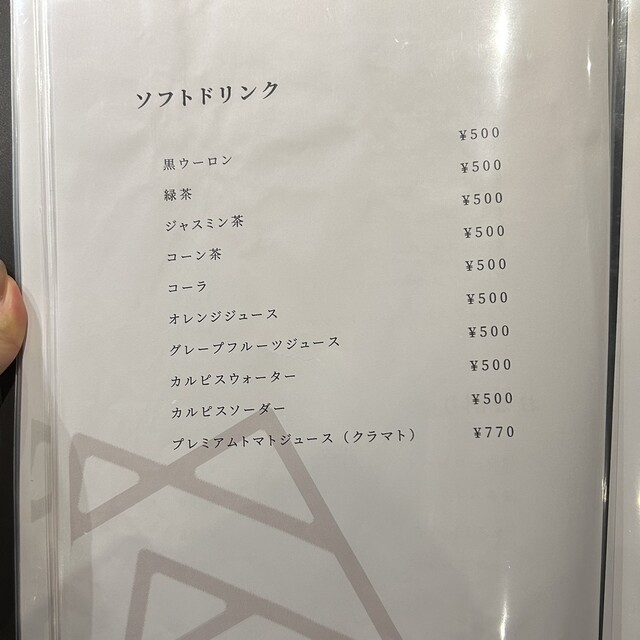 ソフトドリンク
黒ウーロン ¥500
緑茶 ¥500
ジャスミン茶 ¥500
コーン茶 ¥500
コーラ ¥500
オレンジジュース ¥500
グレープフルーツジュース ¥500
カルピスウォーター ¥500
カルピスソーダー ¥500
プレミアムトマトジュース（クラマト） ¥770